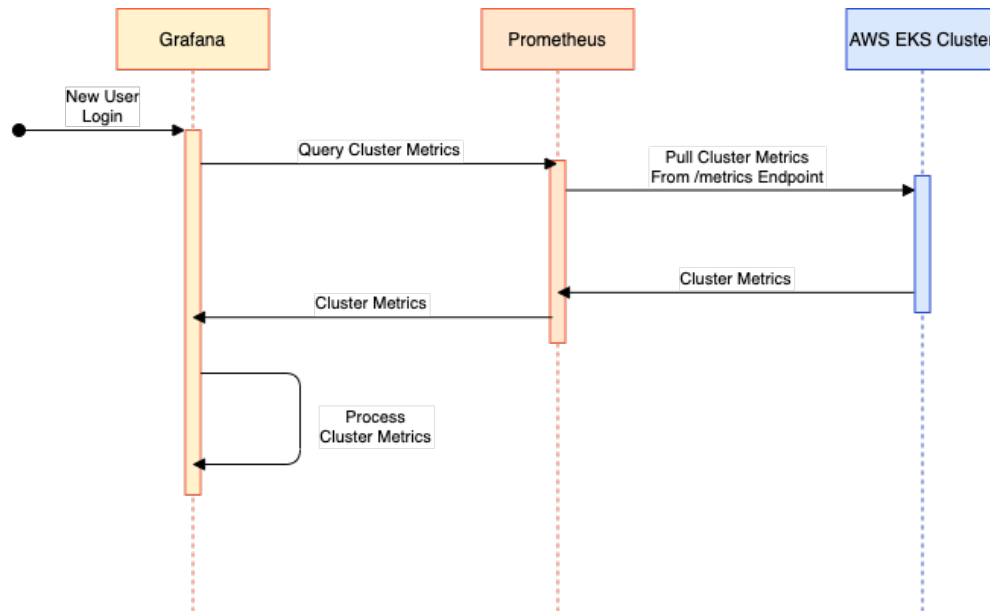 Grafana
Prometheus
AWS EKS Cluster
New User
Login
Query Cluster Metrics
Pull Cluster Metrics
From /metrics Endpoint
Cluster Metrics
Cluster Metrics
Process
Cluster Metrics